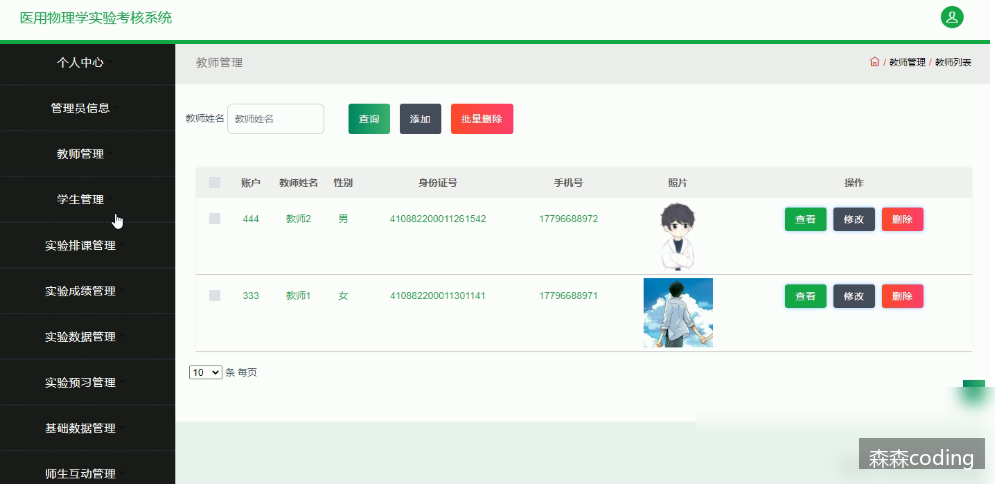 医用物理学实验考核系统
个人中心
管理员信息
教师管理
学生管理
实验排课管理
实验成绩管理
实验数据管理
实验预习管理
基础数据管理
师生互动管理
教师管理
/ 教师管理 / 教师列表
教师姓名 教师姓名 查询 添加 批量删除
账户 教师姓名 性别 身份证号 手机号 照片 操作
444 教师2 男 410882200011261542 17796688972 查看 修改 删除
333 教师1 女 410882200011301141 17796688971 查看 修改 删除
10 条 每页
森森coding